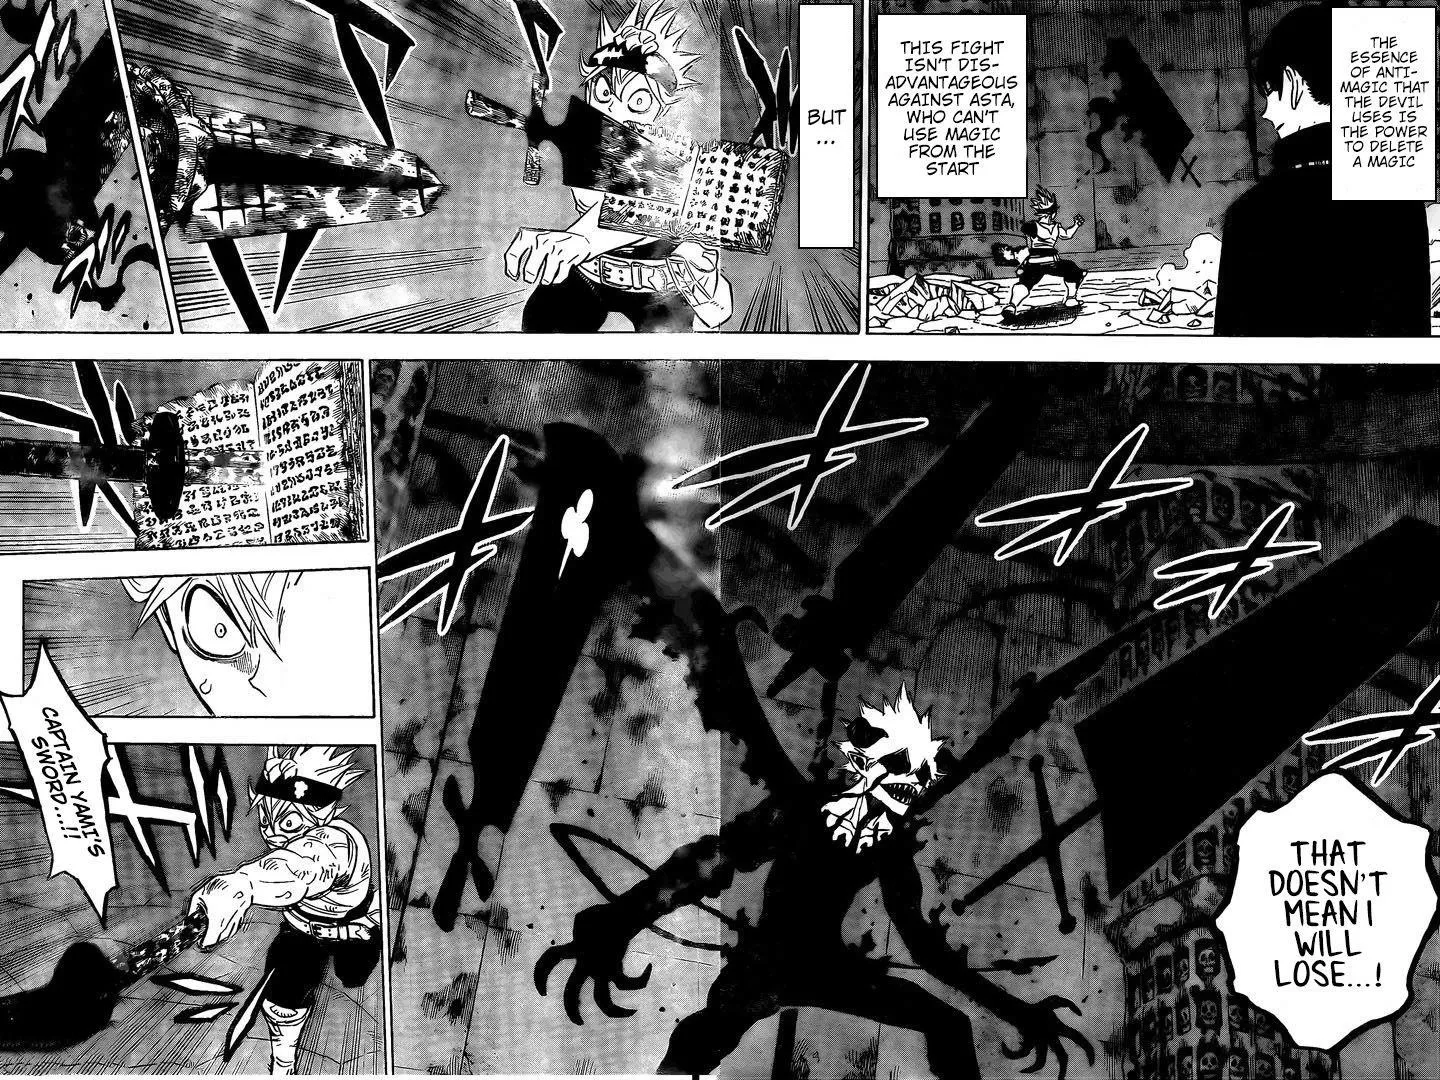 THE
ESSENCE
OF ANTI-
MAGIC THAT
THE DEVIL
USES IS
THE POWER
TO DELETE
A MAGIC
THIS FIGHT
ISN'T DIS-
ADVANTAGEOUS
AGAINST ASTA,
WHO CAN'T
USE MAGIC
FROM THE
START
BUT
...
THAT
DOESN'T
MEAN I
WILL
LOSE...!
CAPTAIN YAMI'S
SWORD...!!